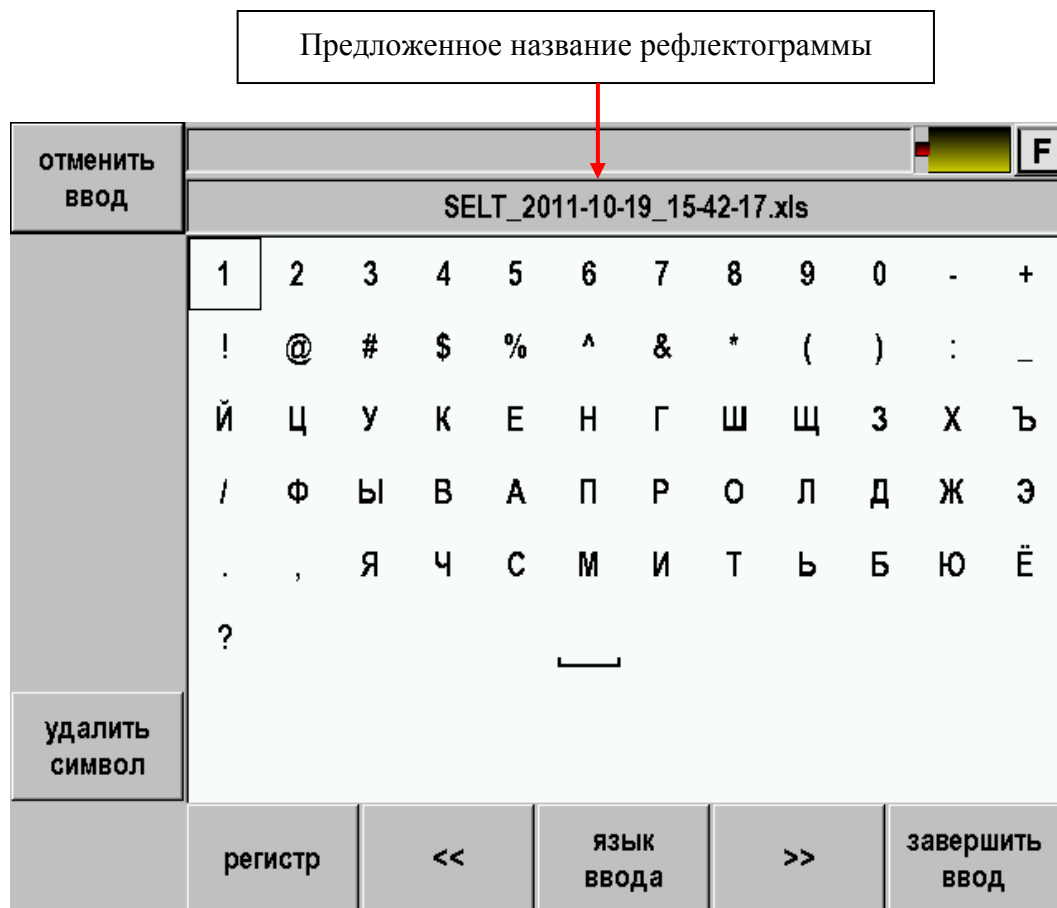 Предложенное название рефлектограммы
отменить
ввод
F
SELT_2011-10-19_15-42-17.xls
1 2 3 4 5 6 7 8 9 0 - +
! @ # $ % ^ & * ( ) : _
Й Ц У К Е Н Г Ш Щ З Х Ъ
/ Ф Ы В А П Р О Л Д Ж Э
. , Я Ч С М И Т Ь Б Ю Ё
?
удалить
символ
регистр
<<
язык
ввода
>>
завершить
ввод